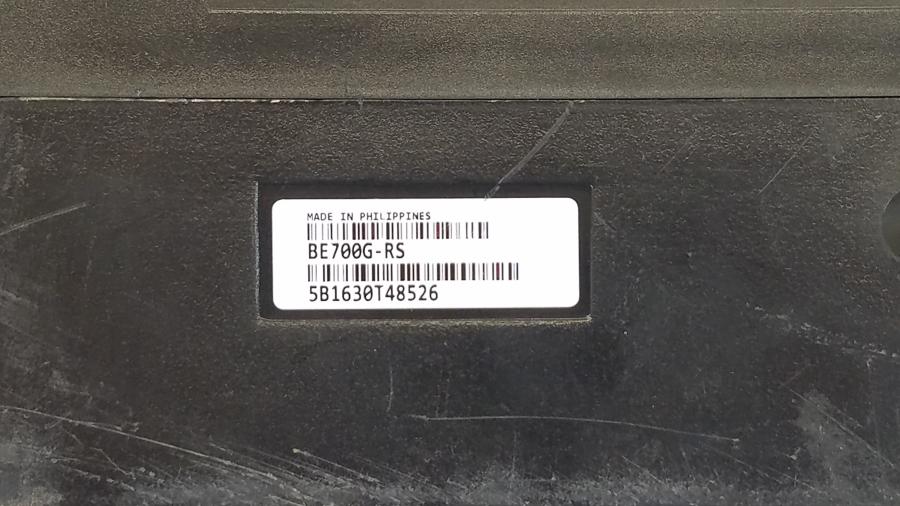 MADE IN PHILIPPINES
BE700G-RS
5B1630T48526